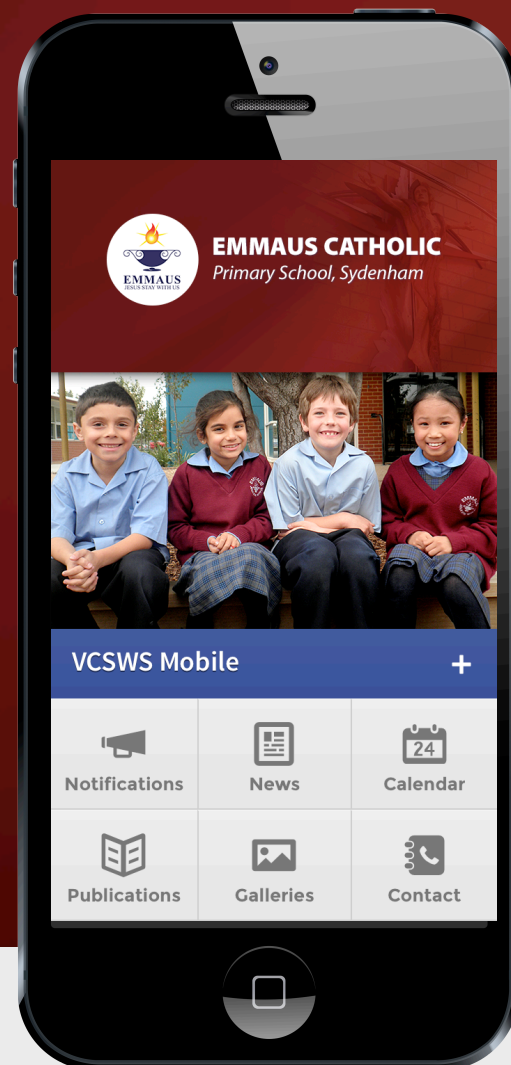 EMMAUS
JESUS STAY WITH US
EMMAUS CATHOLIC
Primary School, Sydenham
VCSWS Mobile
+
Notifications
24
News
Calendar
Publications
Galleries
Contact